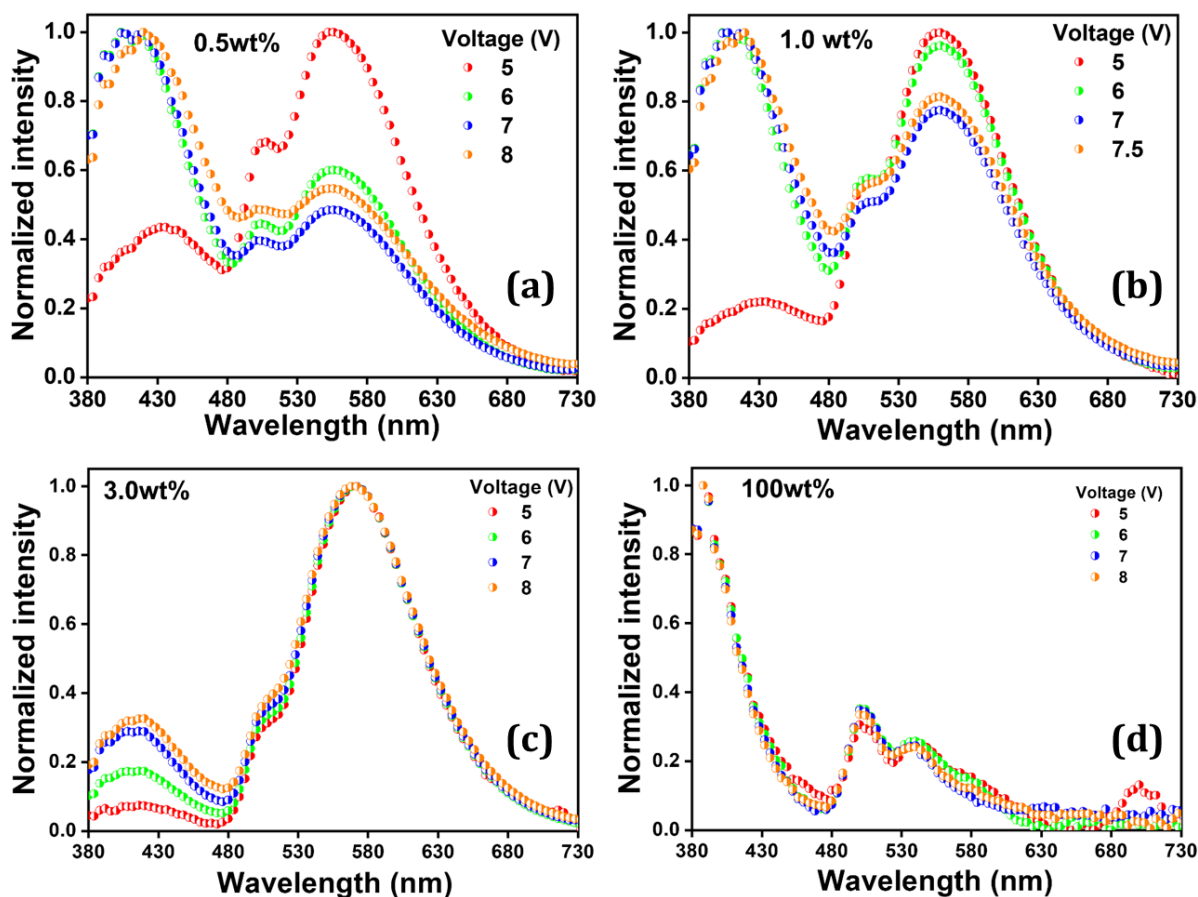 0.5wt%
Voltage (V)
5
6
7
8
(a)
Normalized intensity
1.0
0.8
0.6
0.4
0.2
0.0
380 430 480 530 580 630 680 730
Wavelength (nm)
1.0 wt%
Voltage (V)
5
6
7
7.5
(b)
Normalized intensity
1.0
0.8
0.6
0.4
0.2
0.0
380 430 480 530 580 630 680 730
Wavelength (nm)
3.0wt%
Voltage (V)
5
6
7
8
(c)
Normalized intensity
1.0
0.8
0.6
0.4
0.2
0.0
380 430 480 530 580 630 680 730
Wavelength (nm)
100wt%
Voltage (V)
5
6
7
8
(d)
Normalized intensity
1.0
0.8
0.6
0.4
0.2
0.0
380 430 480 530 580 630 680 730
Wavelength (nm)